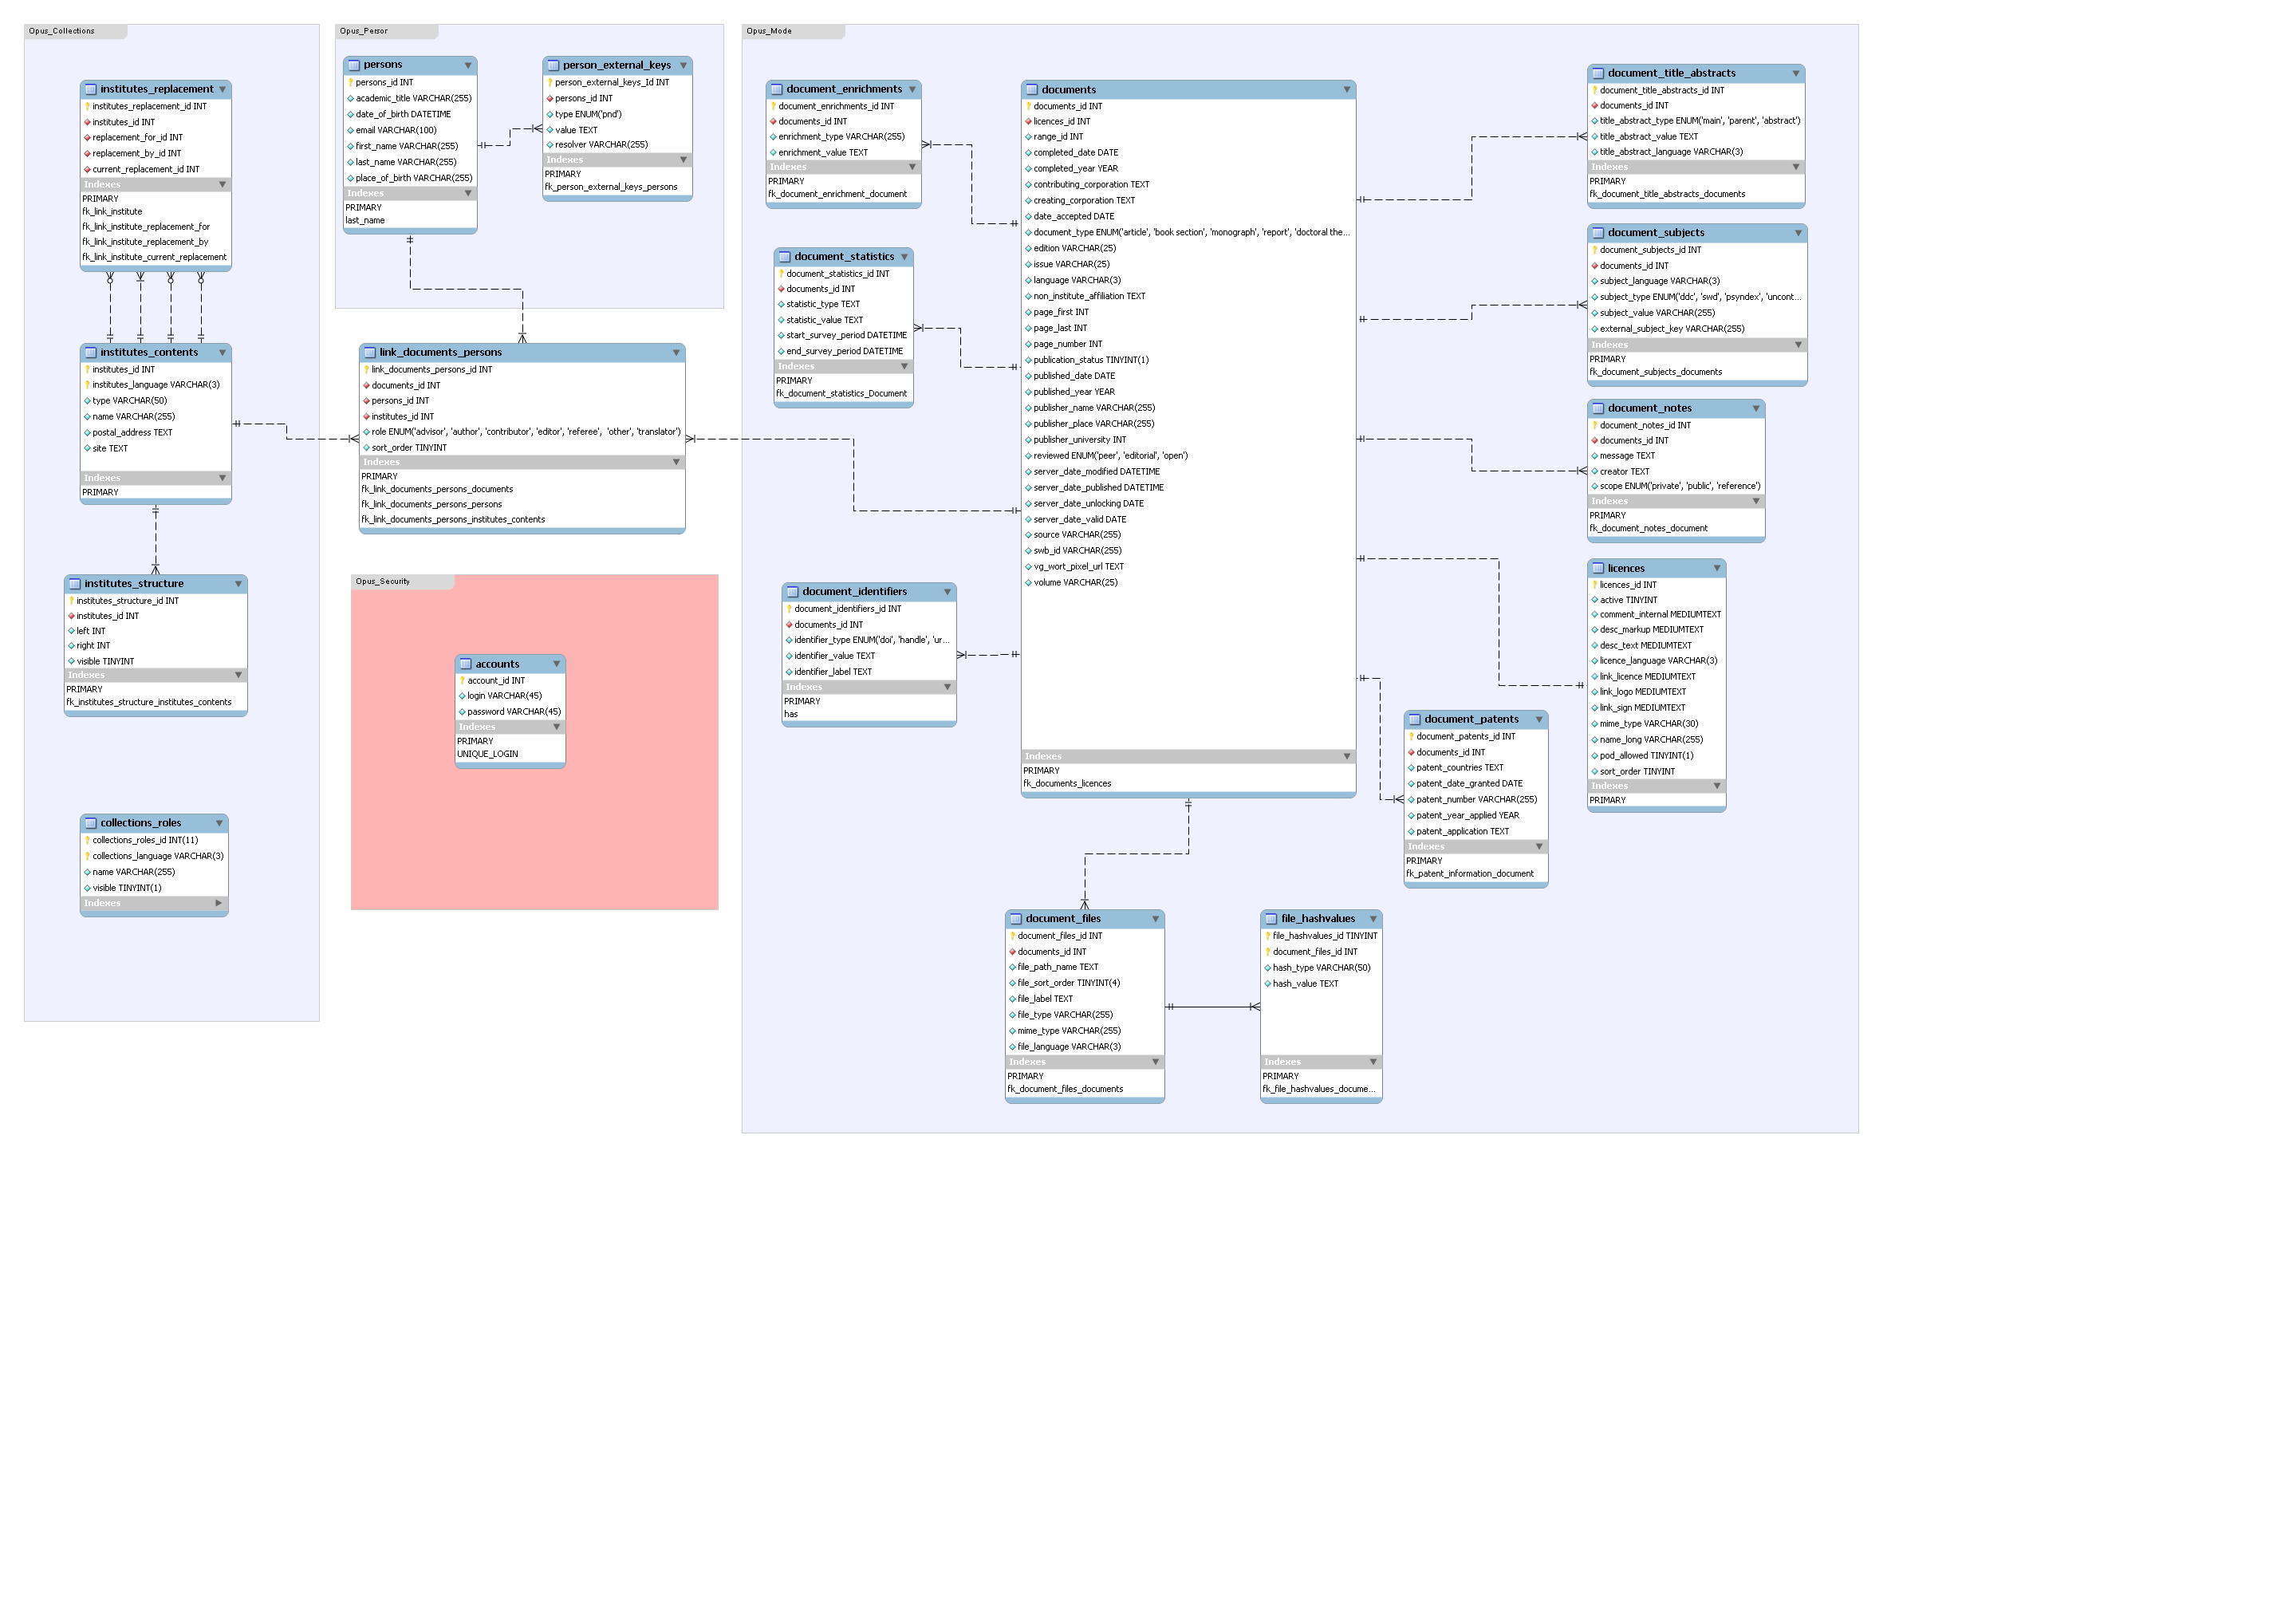 Opus_Collections
institutes_replacement
institutes_replacement_id INT
institutes_id INT
replacement_for_id INT
replacement_by_id INT
current_replacement_id INT
Indexes
PRIMARY
fk_link_institute
fk_link_institute_replacement_for
fk_link_institute_replacement_by
fk_link_institute_current_replacement
institutes_contents
institutes_id INT
institutes_language VARCHAR(3)
type VARCHAR(50)
name VARCHAR(255)
postal_address TEXT
site TEXT
Indexes
PRIMARY
institutes_structure
institutes_structure_id INT
institutes_id INT
left INT
right INT
visible TINYINT
Indexes
PRIMARY
fk_institutes_structure_institutes_contents
collections_roles
collections_roles_id INT(11)
collections_language VARCHAR(3)
name VARCHAR(255)
visible TINYINT(1)
Indexes
Opus_Persor
persons
persons_id INT
academic_title VARCHAR(255)
date_of_birth DATETIME
email VARCHAR(100)
first_name VARCHAR(255)
last_name VARCHAR(255)
place_of_birth VARCHAR(255)
Indexes
PRIMARY
last_name
person_external_keys
person_external_keys_Id INT
persons_id INT
type ENUM('pnd')
value TEXT
resolver VARCHAR(255)
Indexes
PRIMARY
fk_person_external_keys_persons
link_documents_persons
link_documents_persons_id INT
documents_id INT
persons_id INT
institutes_id INT
role ENUM('advisor', 'author', 'contributor', 'editor', 'referee', 'other', 'translator')
sort_order TINYINT
Indexes
PRIMARY
fk_link_documents_persons_documents
fk_link_documents_persons_persons
fk_link_documents_persons_institutes_contents
Opus_Security
accounts
account_id INT
login VARCHAR(45)
password VARCHAR(45)
Indexes
PRIMARY
UNIQUE_LOGIN
Opus_Mode
document_enrichments
document_enrichments_id INT
documents_id INT
enrichment_type VARCHAR(255)
enrichment_value TEXT
Indexes
PRIMARY
fk_document_enrichment_document
document_statistics
document_statistics_id INT
documents_id INT
statistic_type TEXT
statistic_value TEXT
start_survey_period DATETIME
end_survey_period DATETIME
Indexes
PRIMARY
fk_document_statistics_Document
document_identifiers
document_identifiers_id INT
documents_id INT
identifier_type ENUM('doi', 'handle', 'ur...
identifier_value TEXT
identifier_label TEXT
Indexes
PRIMARY
has
documents
documents_id INT
licences_id INT
range_id INT
completed_date DATE
completed_year YEAR
contributing_corporation TEXT
creating_corporation TEXT
date_accepted DATE
document_type ENUM('article', 'book section', 'monograph', 'report', 'doctoral the...
edition VARCHAR(25)
issue VARCHAR(25)
language VARCHAR(3)
non_institute_affiliation TEXT
page_first INT
page_last INT
page_number INT
publication_status TINYINT(1)
published_date DATE
published_year YEAR
publisher_name VARCHAR(255)
publisher_place VARCHAR(255)
publisher_university INT
reviewed ENUM('peer', 'editorial', 'open')
server_date_modified DATETIME
server_date_published DATETIME
server_date_unlocking DATE
server_date_valid DATE
source VARCHAR(255)
swb_id VARCHAR(255)
vg_wort_pixel_url TEXT
volume VARCHAR(25)
Indexes
PRIMARY
fk_documents_licences
document_title_abstracts
document_title_abstracts_id INT
documents_id INT
title_abstract_type ENUM('main', 'parent', 'abstract')
title_abstract_value TEXT
title_abstract_language VARCHAR(3)
Indexes
PRIMARY
fk_document_title_abstracts_documents
document_subjects
document_subjects_id INT
documents_id INT
subject_language VARCHAR(3)
subject_type ENUM('ddc', 'swd', 'psyndex', 'uncont...
subject_value VARCHAR(255)
external_subject_key VARCHAR(255)
Indexes
PRIMARY
fk_document_subjects_documents
document_notes
document_notes_id INT
documents_id INT
message TEXT
creator TEXT
scope ENUM('private', 'public', 'reference')
Indexes
PRIMARY
fk_document_notes_document
licences
licences_id INT
active TINYINT
comment_internal MEDIUMTEXT
desc_markup MEDIUMTEXT
desc_text MEDIUMTEXT
licence_language VARCHAR(3)
link_licence MEDIUMTEXT
link_logo MEDIUMTEXT
link_sign MEDIUMTEXT
mime_type VARCHAR(30)
name_long VARCHAR(255)
pod_allowed TINYINT(1)
sort_order TINYINT
Indexes
PRIMARY
document_patents
document_patents_id INT
documents_id INT
patent_countries TEXT
patent_date_granted DATE
patent_number VARCHAR(255)
patent_year_applied YEAR
patent_application TEXT
Indexes
PRIMARY
fk_patent_information_document
document_files
document_files_id INT
documents_id INT
file_path_name TEXT
file_sort_order TINYINT(4)
file_label TEXT
file_type VARCHAR(255)
mime_type VARCHAR(255)
file_language VARCHAR(3)
Indexes
PRIMARY
fk_document_files_documents
file_hashvalues
file_hashvalues_id TINYINT
document_files_id INT
hash_type VARCHAR(50)
hash_value TEXT
Indexes
PRIMARY
fk_file_hashvalues_docume...